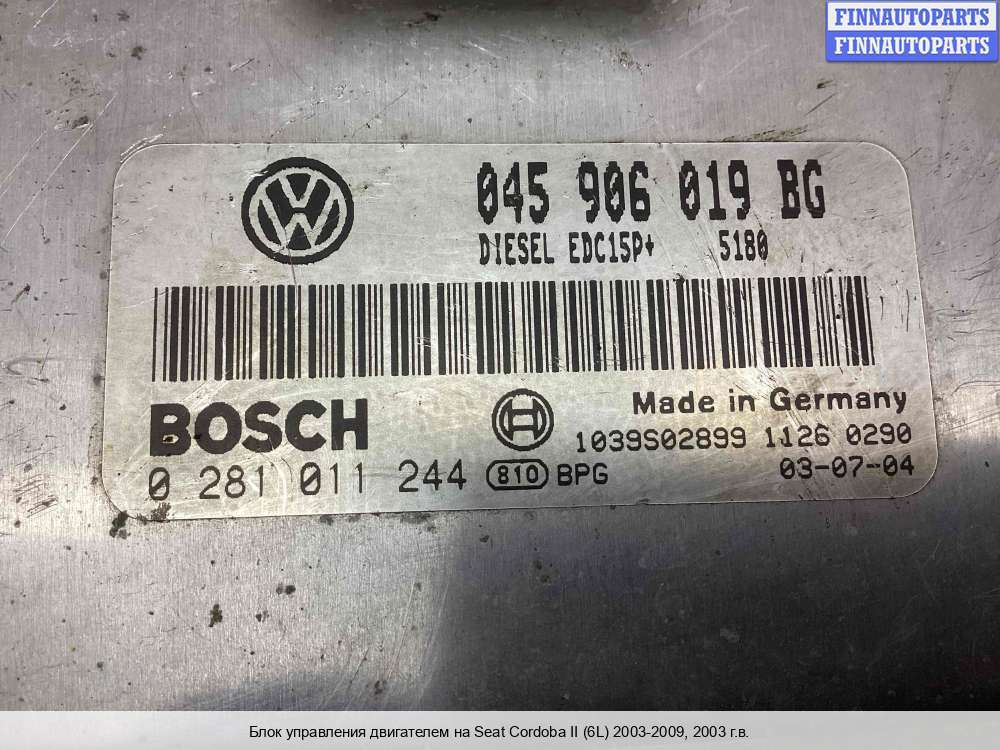 FINNAUTOPARTS
FINNAUTOPARTS
045 906 019 BG
DIESEL EDC15P+ 5180
BOSCH
Made in Germany
1039S02899 1126 0290
0 281 011 244 810 BPG 03-07-04
Блок управления двигателем на Seat Cordoba II (6L) 2003-2009, 2003 г.в.